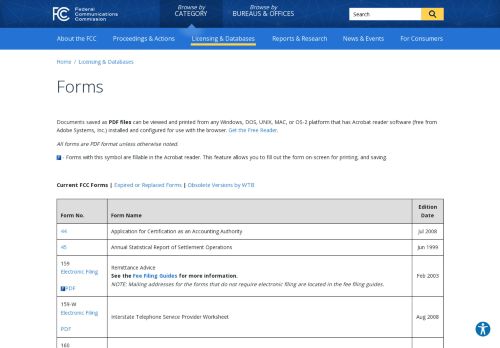 FCC Federal Communications Commission
Browse by CATEGORY
Browse by BUREAUS & OFFICES
Search
About the FCC
Proceedings & Actions
Licensing & Databases
Reports & Research
News & Events
For Consumers
Home / Licensing & Databases /
Forms
Documents saved as PDF files can be viewed and printed from any Windows, DOS, UNIX, MAC, or OS-2 platform that has Acrobat reader software (free from
Adobe Systems, Inc.) installed and configured for use with the browser. Get the Free Reader.
All forms are PDF format unless otherwise noted.
F - Forms with this symbol are fillable in the Acrobat reader. This feature allows you to fill out the form on-screen for printing, and saving.
Current FCC Forms | Expired or Replaced Forms | Obsolete Versions by WTB
Form No. Form Name Edition Date
44 Application for Certification as an Accounting Authority Jul 2008
45 Annual Statistical Report of Settlement Operations Jun 1999
159
Electronic Filing
F PDF
Remittance Advice
See the Fee Filing Guides for more information.
NOTE: Mailing addresses for the forms that do not require electronic filing are located in the fee filing guides.
Feb 2003
159-W
Electronic Filing
PDF
Interstate Telephone Service Provider Worksheet
Aug 2008
160